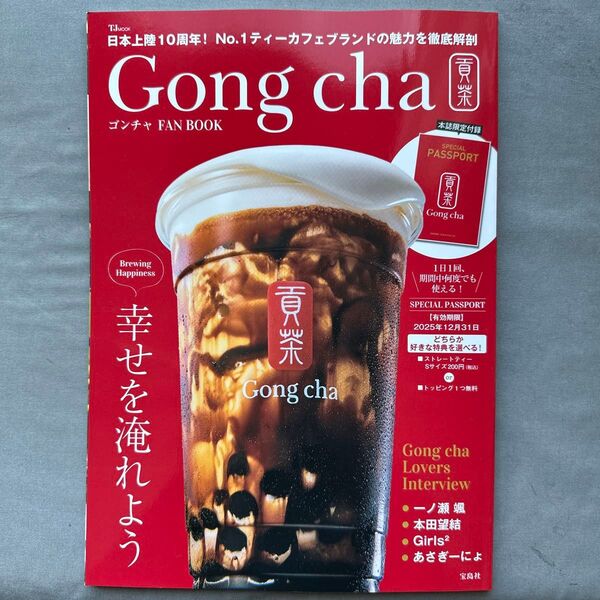 TJ MOOK
日本上陸10周年! No.1ティーカフェブランドの魅力を徹底解剖
Gong cha
貢茶
ゴンチャ FAN BOOK
本誌限定付録
SPECIAL
PASSPORT
貢茶
Gong cha
1日1回、
期間中何度でも
使える!
SPECIAL PASSPORT
【有効期限】
2025年12月31日
どちらか
好きな特典を選べる!
■ストレートティー
Sサイズ200円(税込)
or
■トッピング1つ無料
Brewing
Happiness
幸せを淹れよう
貢茶
Gong cha
Gong cha
Lovers
Interview
●一ノ瀬 颯
●本田望結
●Girls²
●あさぎーにょ
宝島社